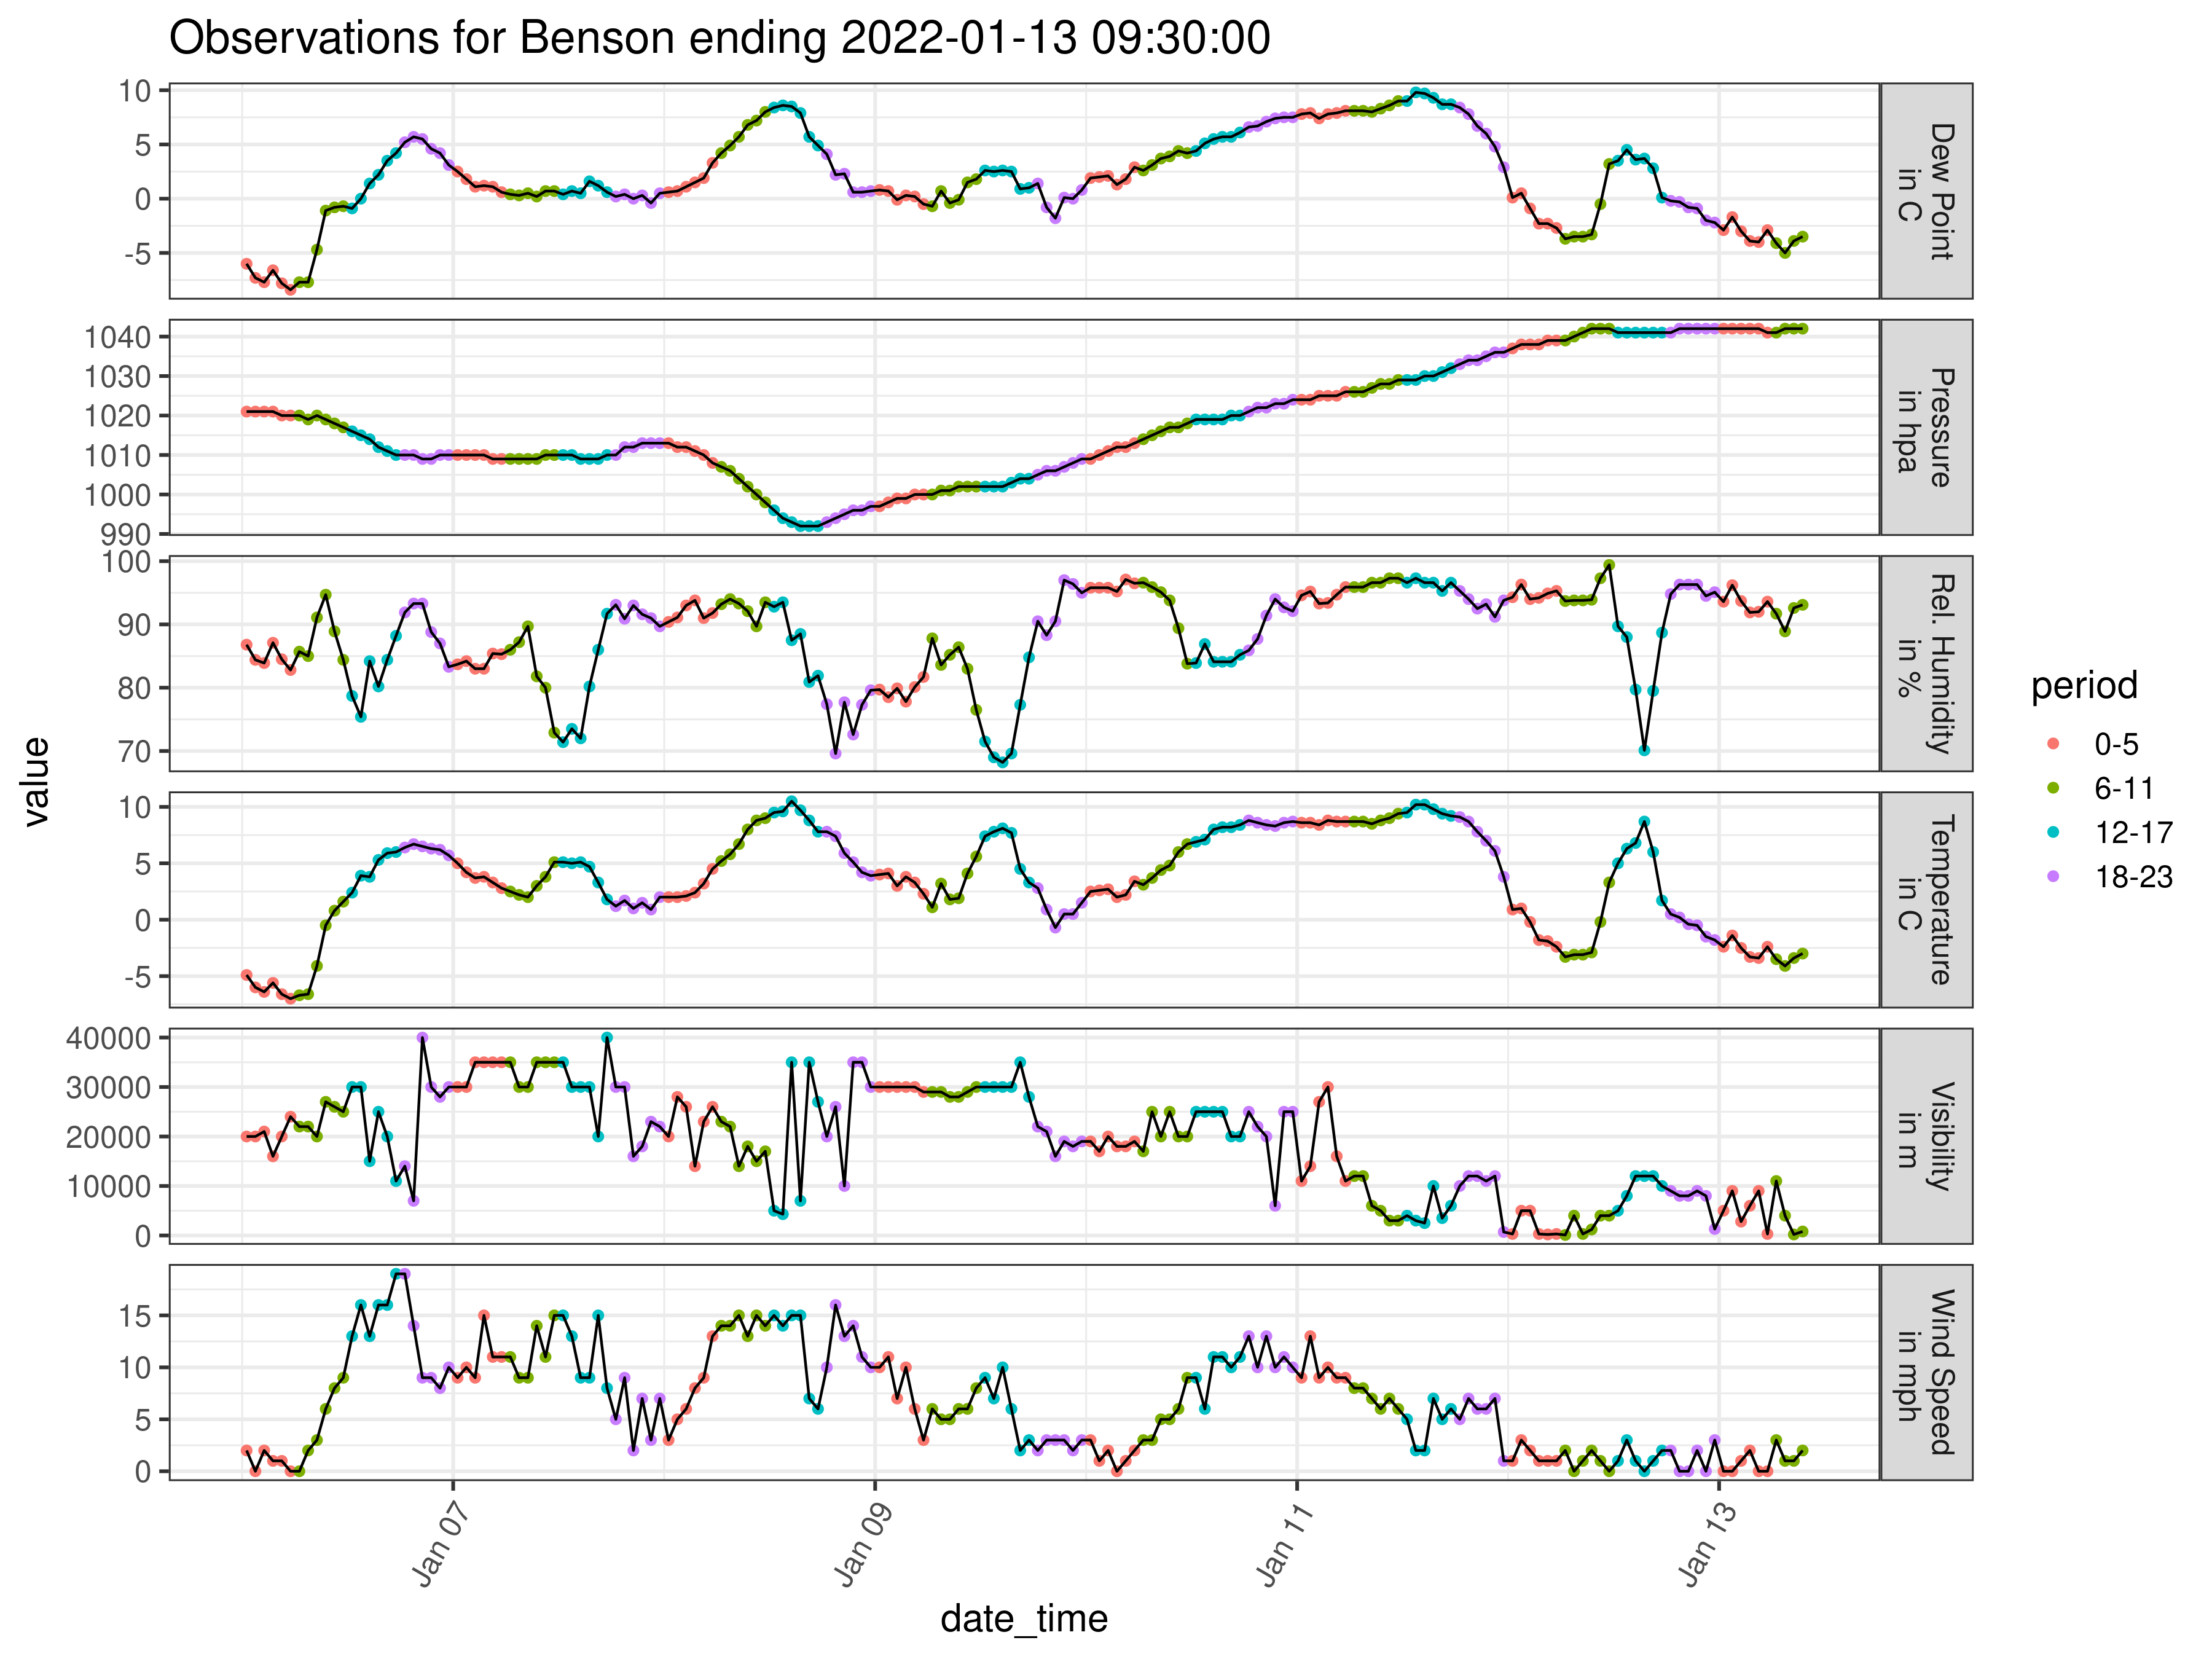 Observations for Benson ending 2022-01-13 09:30:00
value
10
5
0
-5
Dew Point
in C
1040
1030
1020
1010
1000
990
Pressure
in hpa
100
90
80
70
Rel. Humidity
in %
10
5
0
-5
Temperature
in C
40000
30000
20000
10000
0
Visibility
in m
15
10
5
0
Wind Speed
in mph
Jan 07
Jan 09
Jan 11
Jan 13
date_time
period
0-5
6-11
12-17
18-23